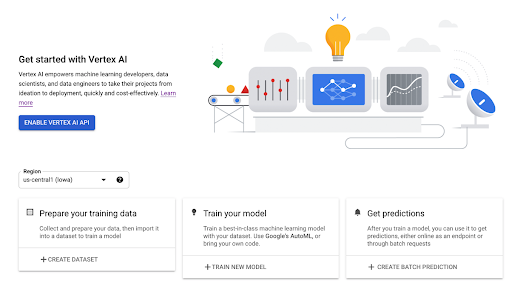 Get started with Vertex AI
Vertex AI empowers machine learning developers, data
scientists, and data engineers to take their projects from
ideation to deployment, quickly and cost-effectively. Learn
more
ENABLE VERTEX AI API
Region
us-central1 (Iowa)
Prepare your training data
Collect and prepare your data, then import it
into a dataset to train a model
+ CREATE DATASET
Train your model
Train a best-in-class machine learning model
with your dataset. Use Google's AutoML, or
bring your own code.
+ TRAIN NEW MODEL
Get predictions
After you train a model, you can use it to get
predictions, either online as an endpoint or
through batch requests
+ CREATE BATCH PREDICTION